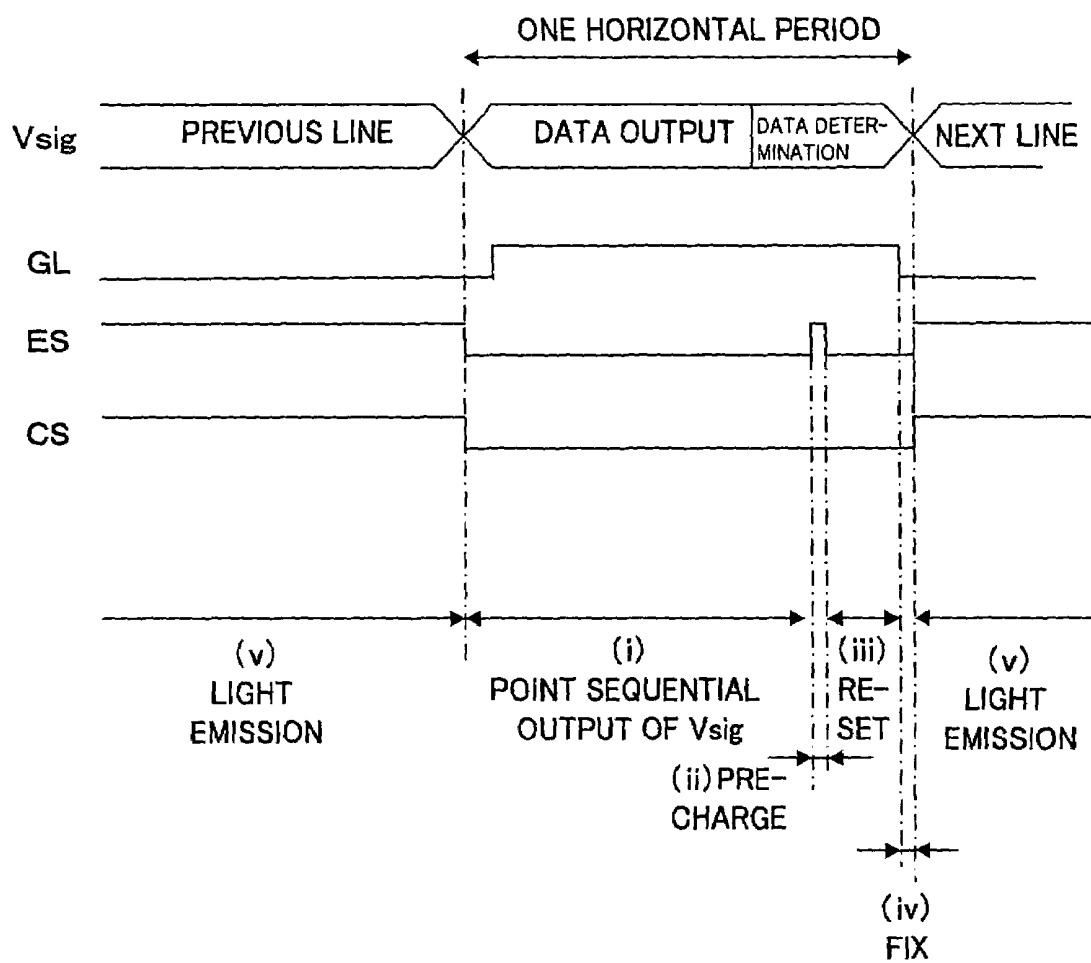 ONE HORIZONTAL PERIOD
Vsig
PREVIOUS LINE
DATA OUTPUT
DATA DETER-
MINATION
NEXT LINE
GL
ES
CS
(v)
LIGHT
EMISSION
(i)
POINT SEQUENTIAL
OUTPUT OF Vsig
(ii) PRE-
CHARGE
(iii)
RE-
SET
(iv)
FIX
(v)
LIGHT
EMISSION